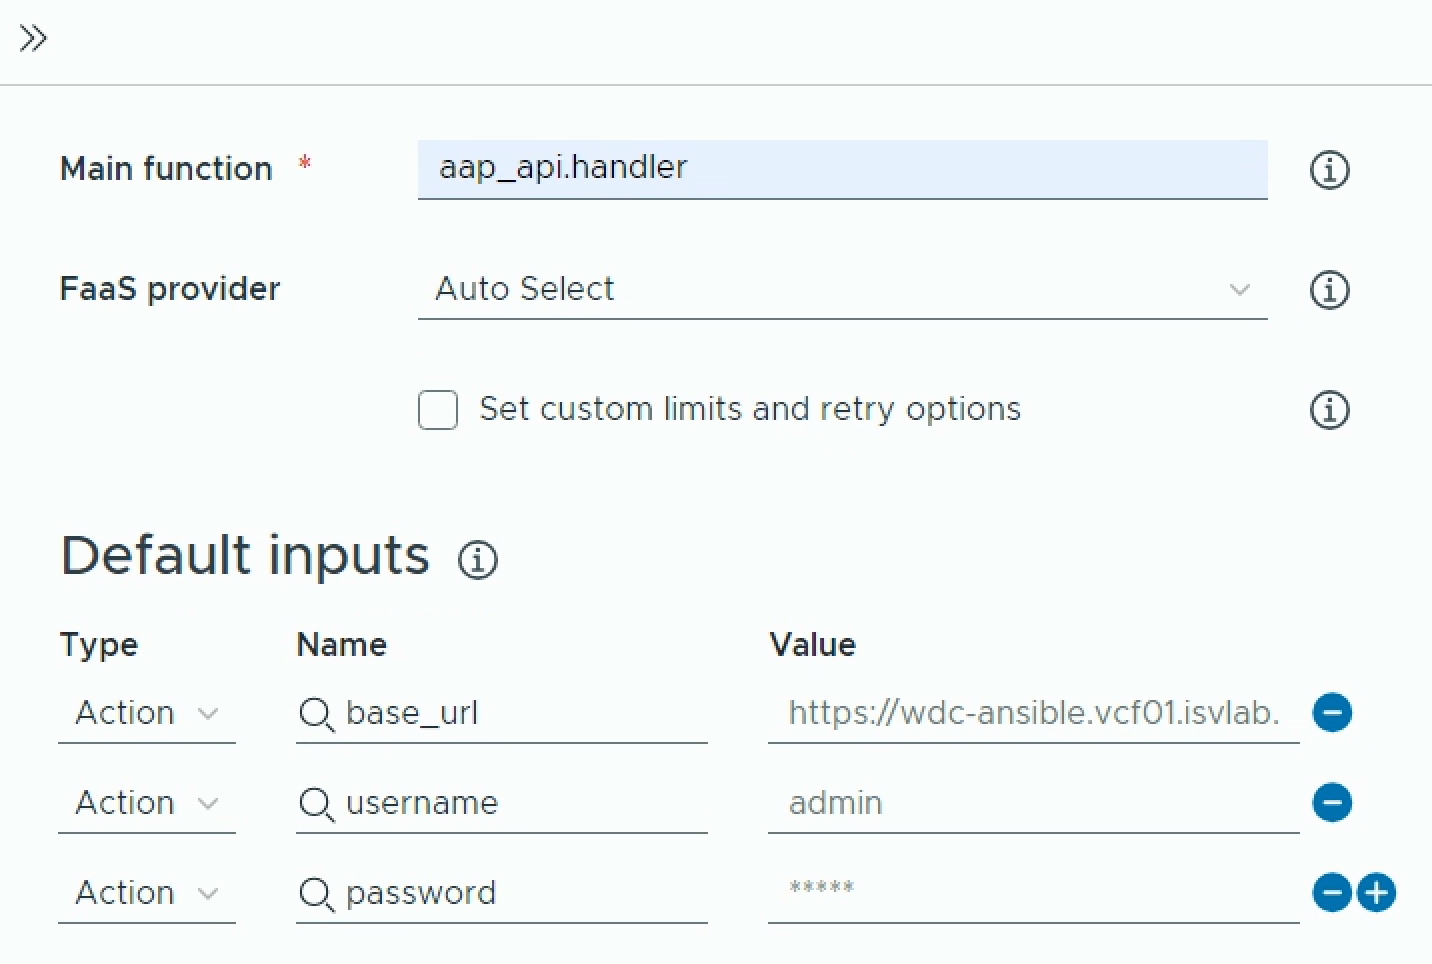 Main function *
aap_api.handler
FaaS provider
Auto Select
Set custom limits and retry options
Default inputs
Type Name Value
Action base_url https://wdc-ansible.vcf01.isvlab.
Action username admin
Action password *****